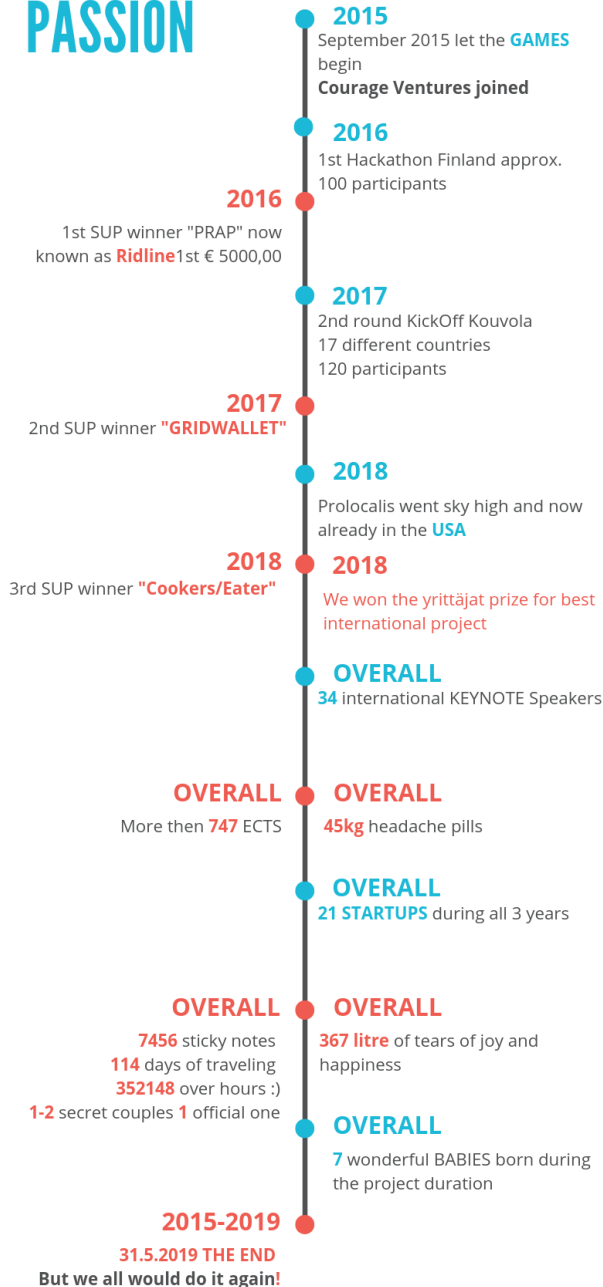 PASSION
2015
September 2015 let the GAMES
begin
Courage Ventures joined
2016
1st Hackathon Finland approx.
100 participants
2016
1st SUP winner "PRAP" now
known as Ridline1st € 5000,00
2017
2nd round KickOff Kouvola
17 different countries
120 participants
2017
2nd SUP winner "GRIDWALLET"
2018
Prolocalis went sky high and now
already in the USA
2018
3rd SUP winner "Cookers/Eater"
2018
We won the yrittäjat prize for best
international project
OVERALL
34 international KEYNOTE Speakers
OVERALL
More then 747 ECTS
OVERALL
45kg headache pills
OVERALL
21 STARTUPS during all 3 years
OVERALL
7456 sticky notes
114 days of traveling
352148 over hours :)
1-2 secret couples 1 official one
OVERALL
367 litre of tears of joy and
happiness
OVERALL
7 wonderful BABIES born during
the project duration
2015-2019
31.5.2019 THE END
But we all would do it again!